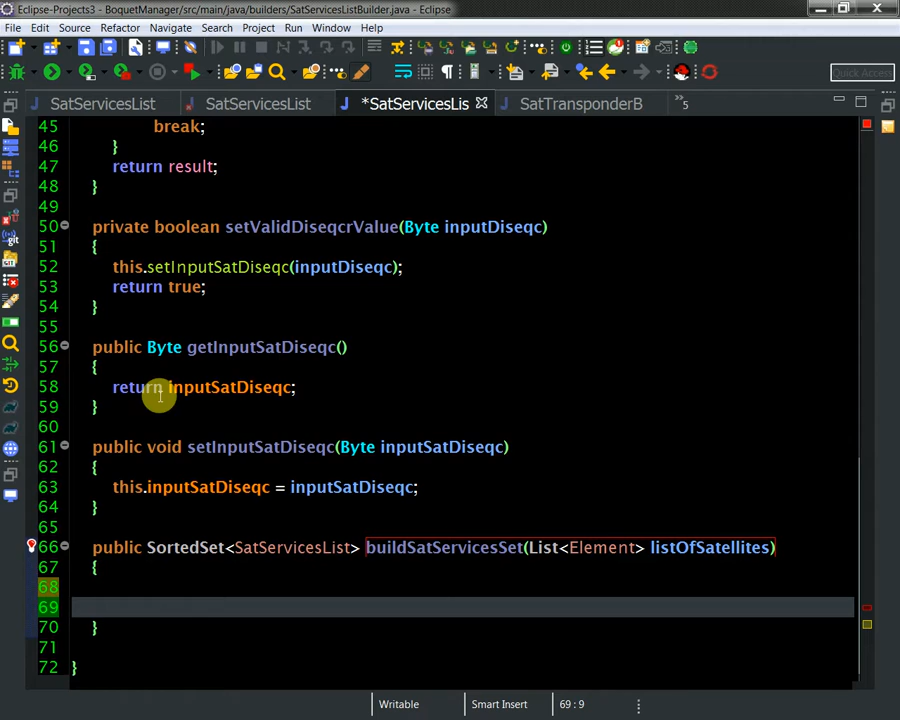 Eclipse-Projects3 - BoquetManager/src/main/java/builders/SatServicesListBuilder.java - Eclipse
File Edit Source Refactor Navigate Search Project Run Window Help
Quick Access
SatServicesList SatServicesList *SatServicesLis SatTransponderB »5
45 break;
46 }
47 return result;
48 }
49
50 private boolean setValidDiseqcrValue(Byte inputDiseqc)
51 {
52 this.setInputSatDiseqc(inputDiseqc);
53 return true;
54 }
55
56 public Byte getInputSatDiseqc()
57 {
58 return inputSatDiseqc;
59 }
60
61 public void setInputSatDiseqc(Byte inputSatDiseqc)
62 {
63 this.inputSatDiseqc = inputSatDiseqc;
64 }
65
66 public SortedSet<SatServicesList> buildSatServicesSet(List<Element> listOfSatellites)
67 {
68
69
70 }
71
72 }
Writable Smart Insert 69 : 9